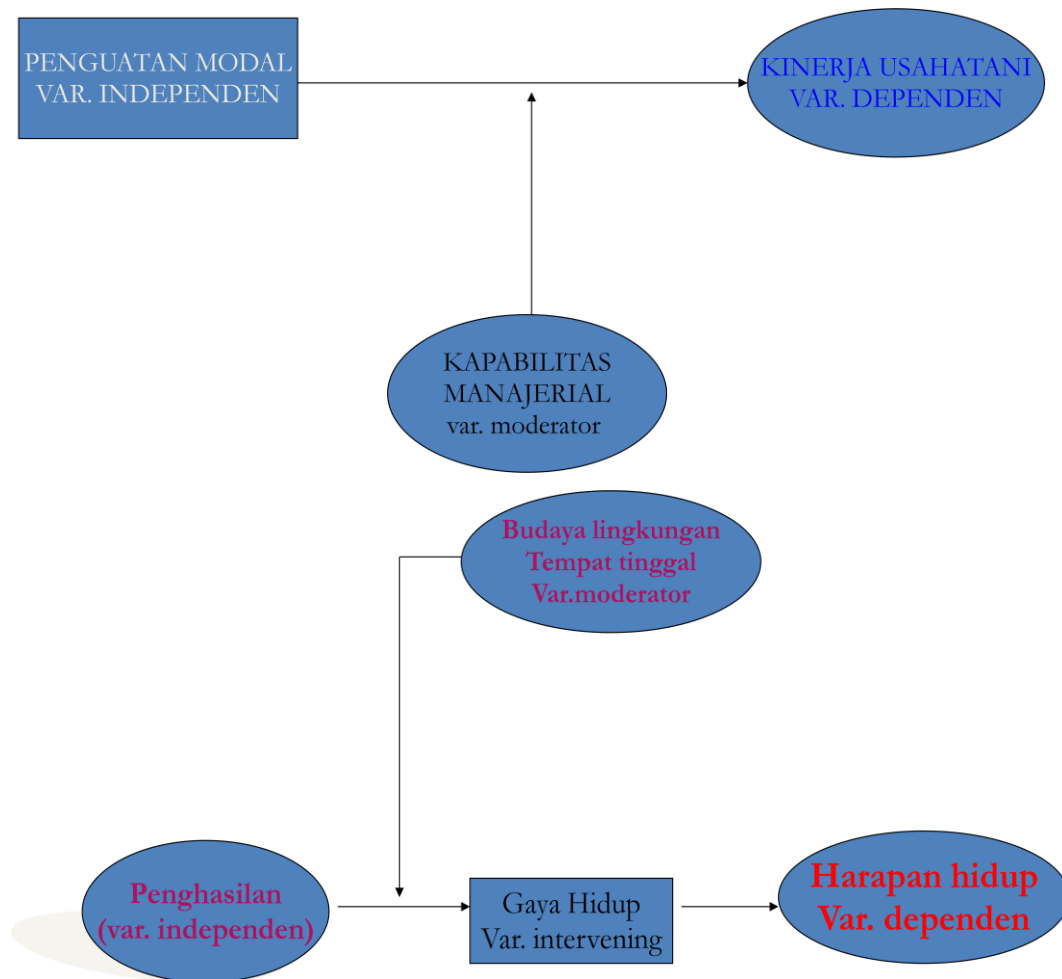 PENGUATAN MODAL
VAR. INDEPENDEN
KINERJA USAHATANI
VAR. DEPENDEN
KAPABILITAS
MANAJERIAL
var. moderator
Budaya lingkungan
Tempat tinggal
Var.moderator
Penghasilan
(var. independen)
Gaya Hidup
Var. intervening
Harapan hidup
Var. dependen